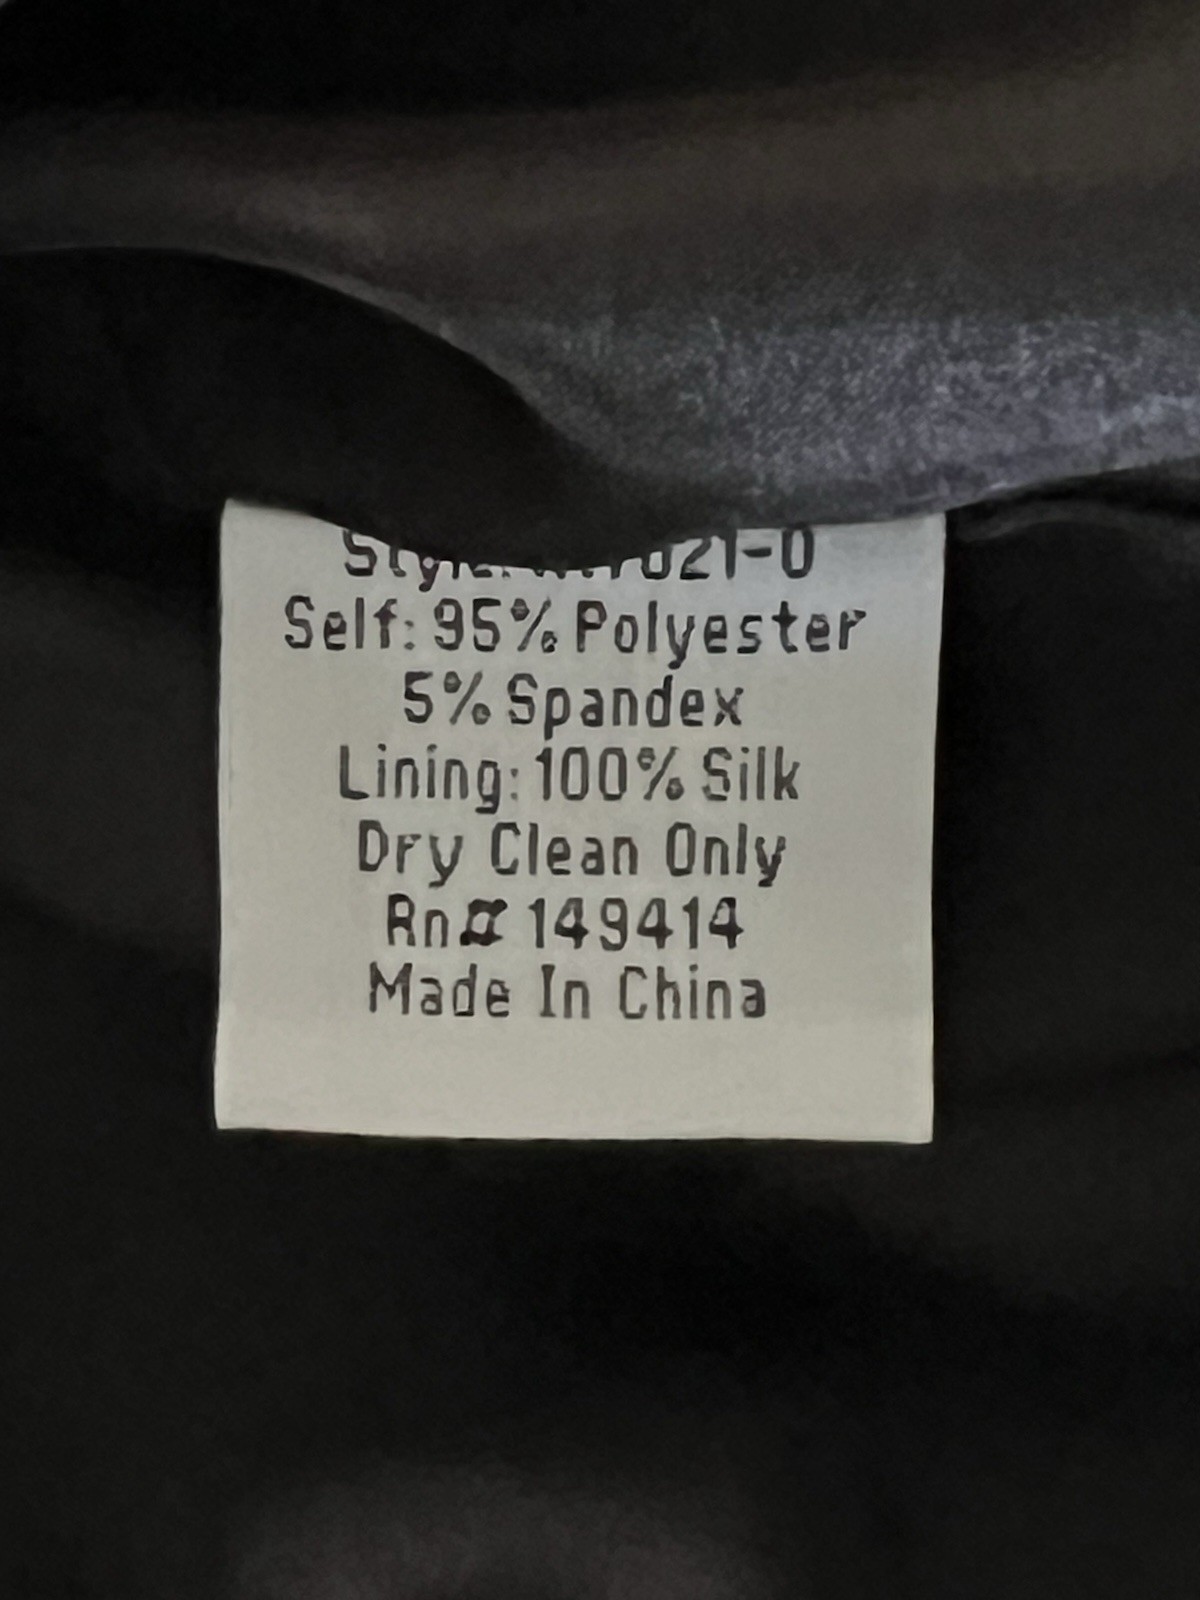 Self: 95% Polyester
5% Spandex
Lining: 100% Silk
Dry Clean Only
Rn# 149414
Made In China